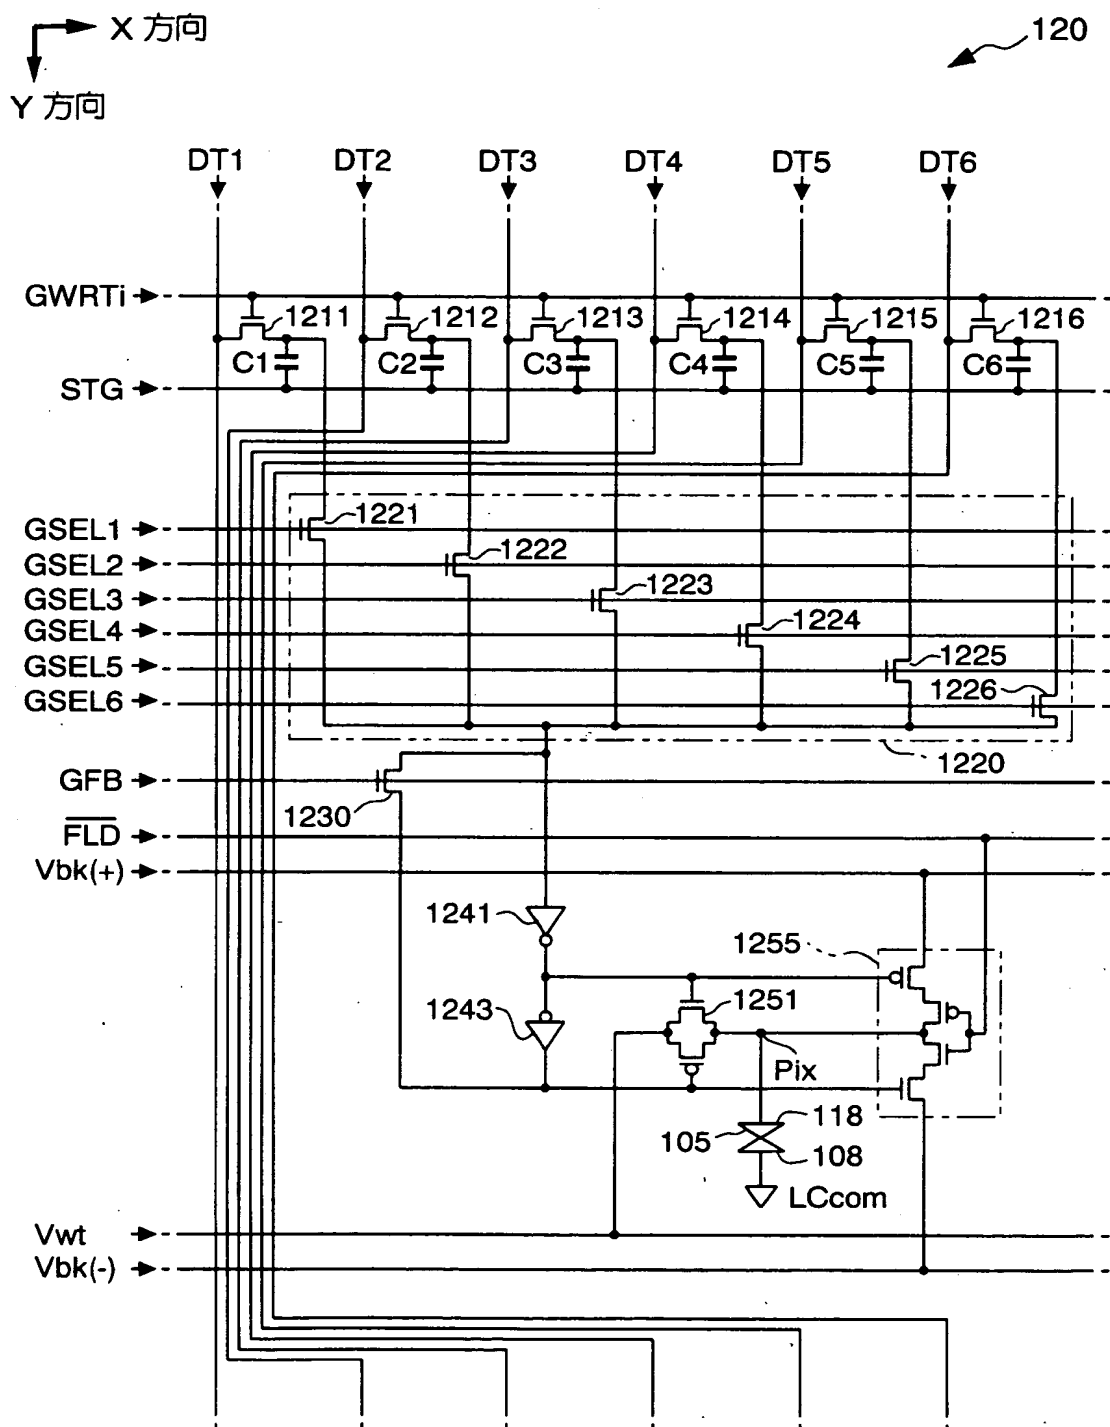 X 方向
120
Y 方向
DT1 DT2 DT3 DT4 DT5 DT6
GWRTi
1211 1212 1213 1214 1215 1216
C1 C2 C3 C4 C5 C6
STG
GSEL1 1221
GSEL2 1222
GSEL3 1223
GSEL4 1224
GSEL5 1225
GSEL6 1226
1220
GFB
1230
FLD
Vbk(+)
1241
1255
1243 1251
Pix
118
105
108
LCcom
Vwt
Vbk(-)